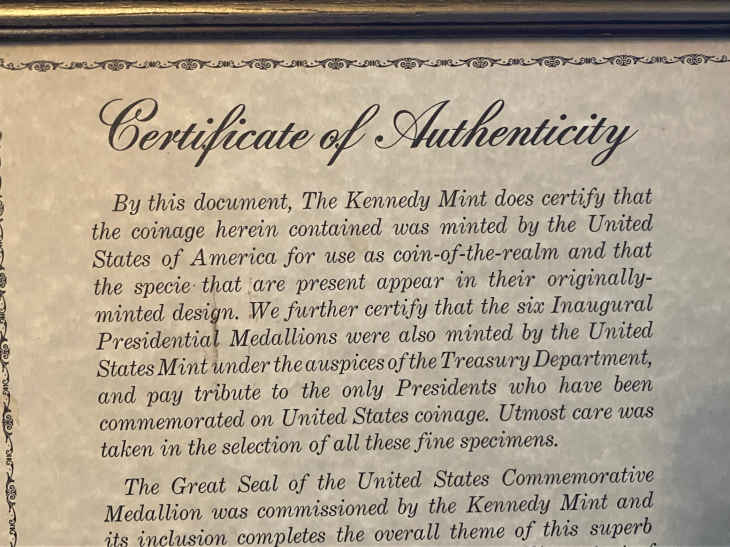 Certificate of Authenticity
By this document, The Kennedy Mint does certify that
the coinage herein contained was minted by the United
States of America for use as coin-of-the-realm and that
the specie that are present appear in their originally-
minted design. We further certify that the six Inaugural
Presidential Medallions were also minted by the United
States Mint under the auspices of the Treasury Department,
and pay tribute to the only Presidents who have been
commemorated on United States coinage. Utmost care was
taken in the selection of all these fine specimens.
The Great Seal of the United States Commemorative
Medallion was commissioned by the Kennedy Mint and
its inclusion completes the overall theme of this superb